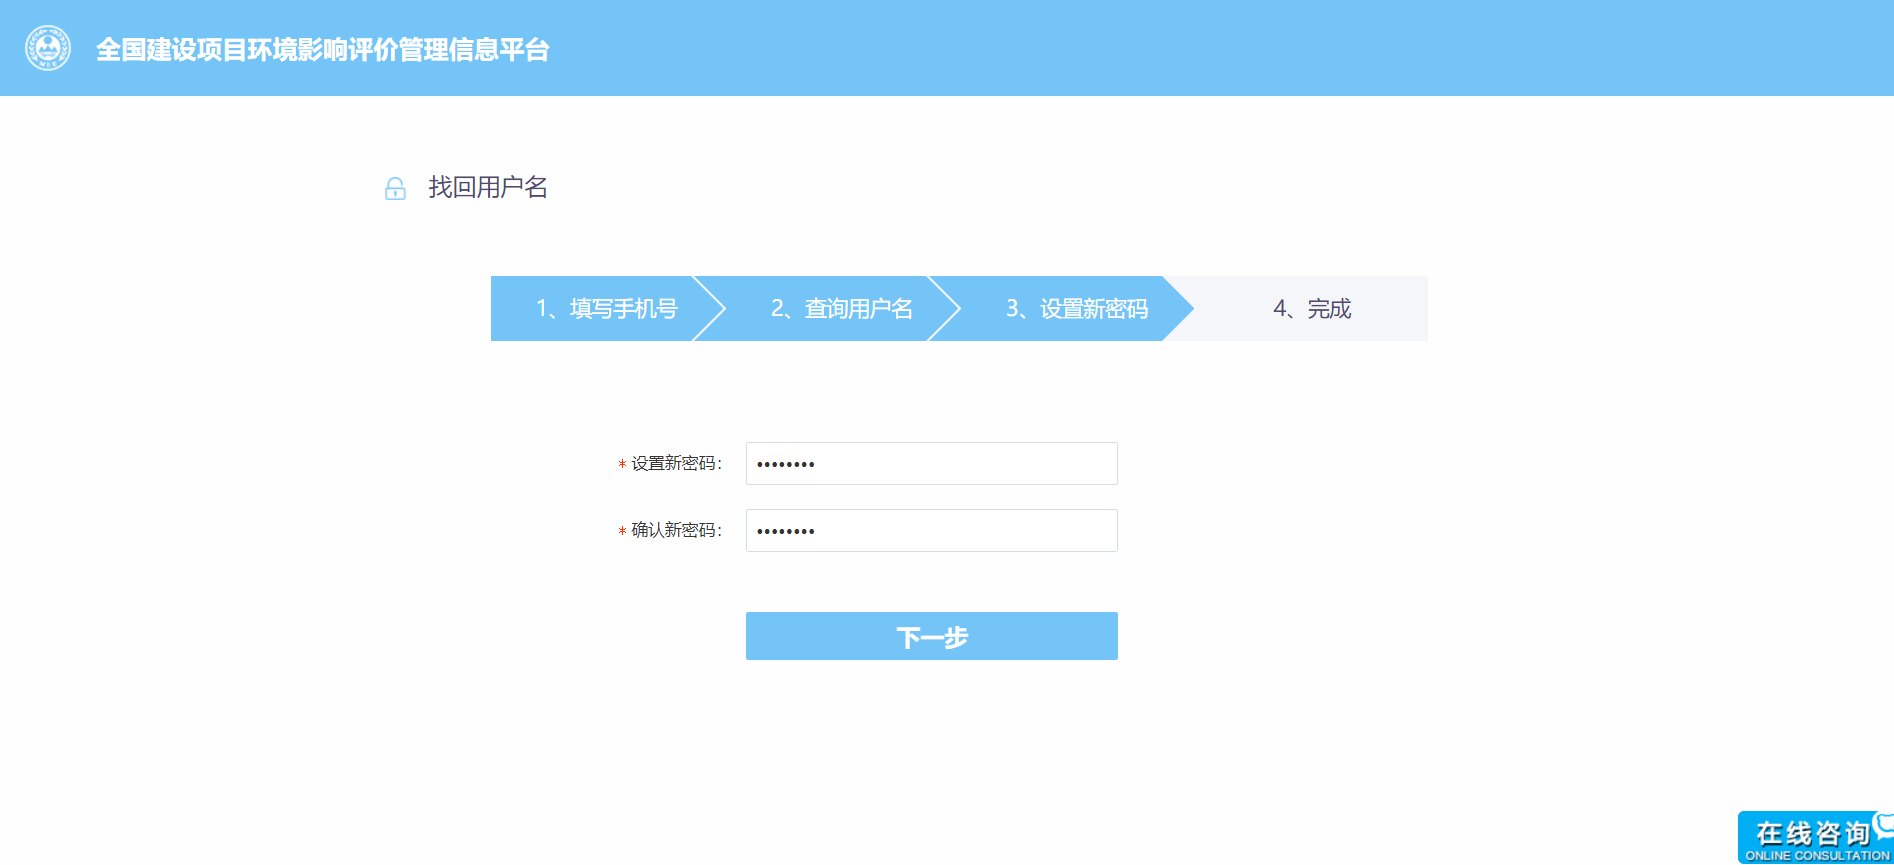 全国建设项目环境影响评价管理信息平台
找回用户名
1、填写手机号 2、查询用户名 3、设置新密码 4、完成
* 设置新密码： ••••••••
* 确认新密码： ••••••••
下一步
在线咨询
ONLINE CONSULTATION